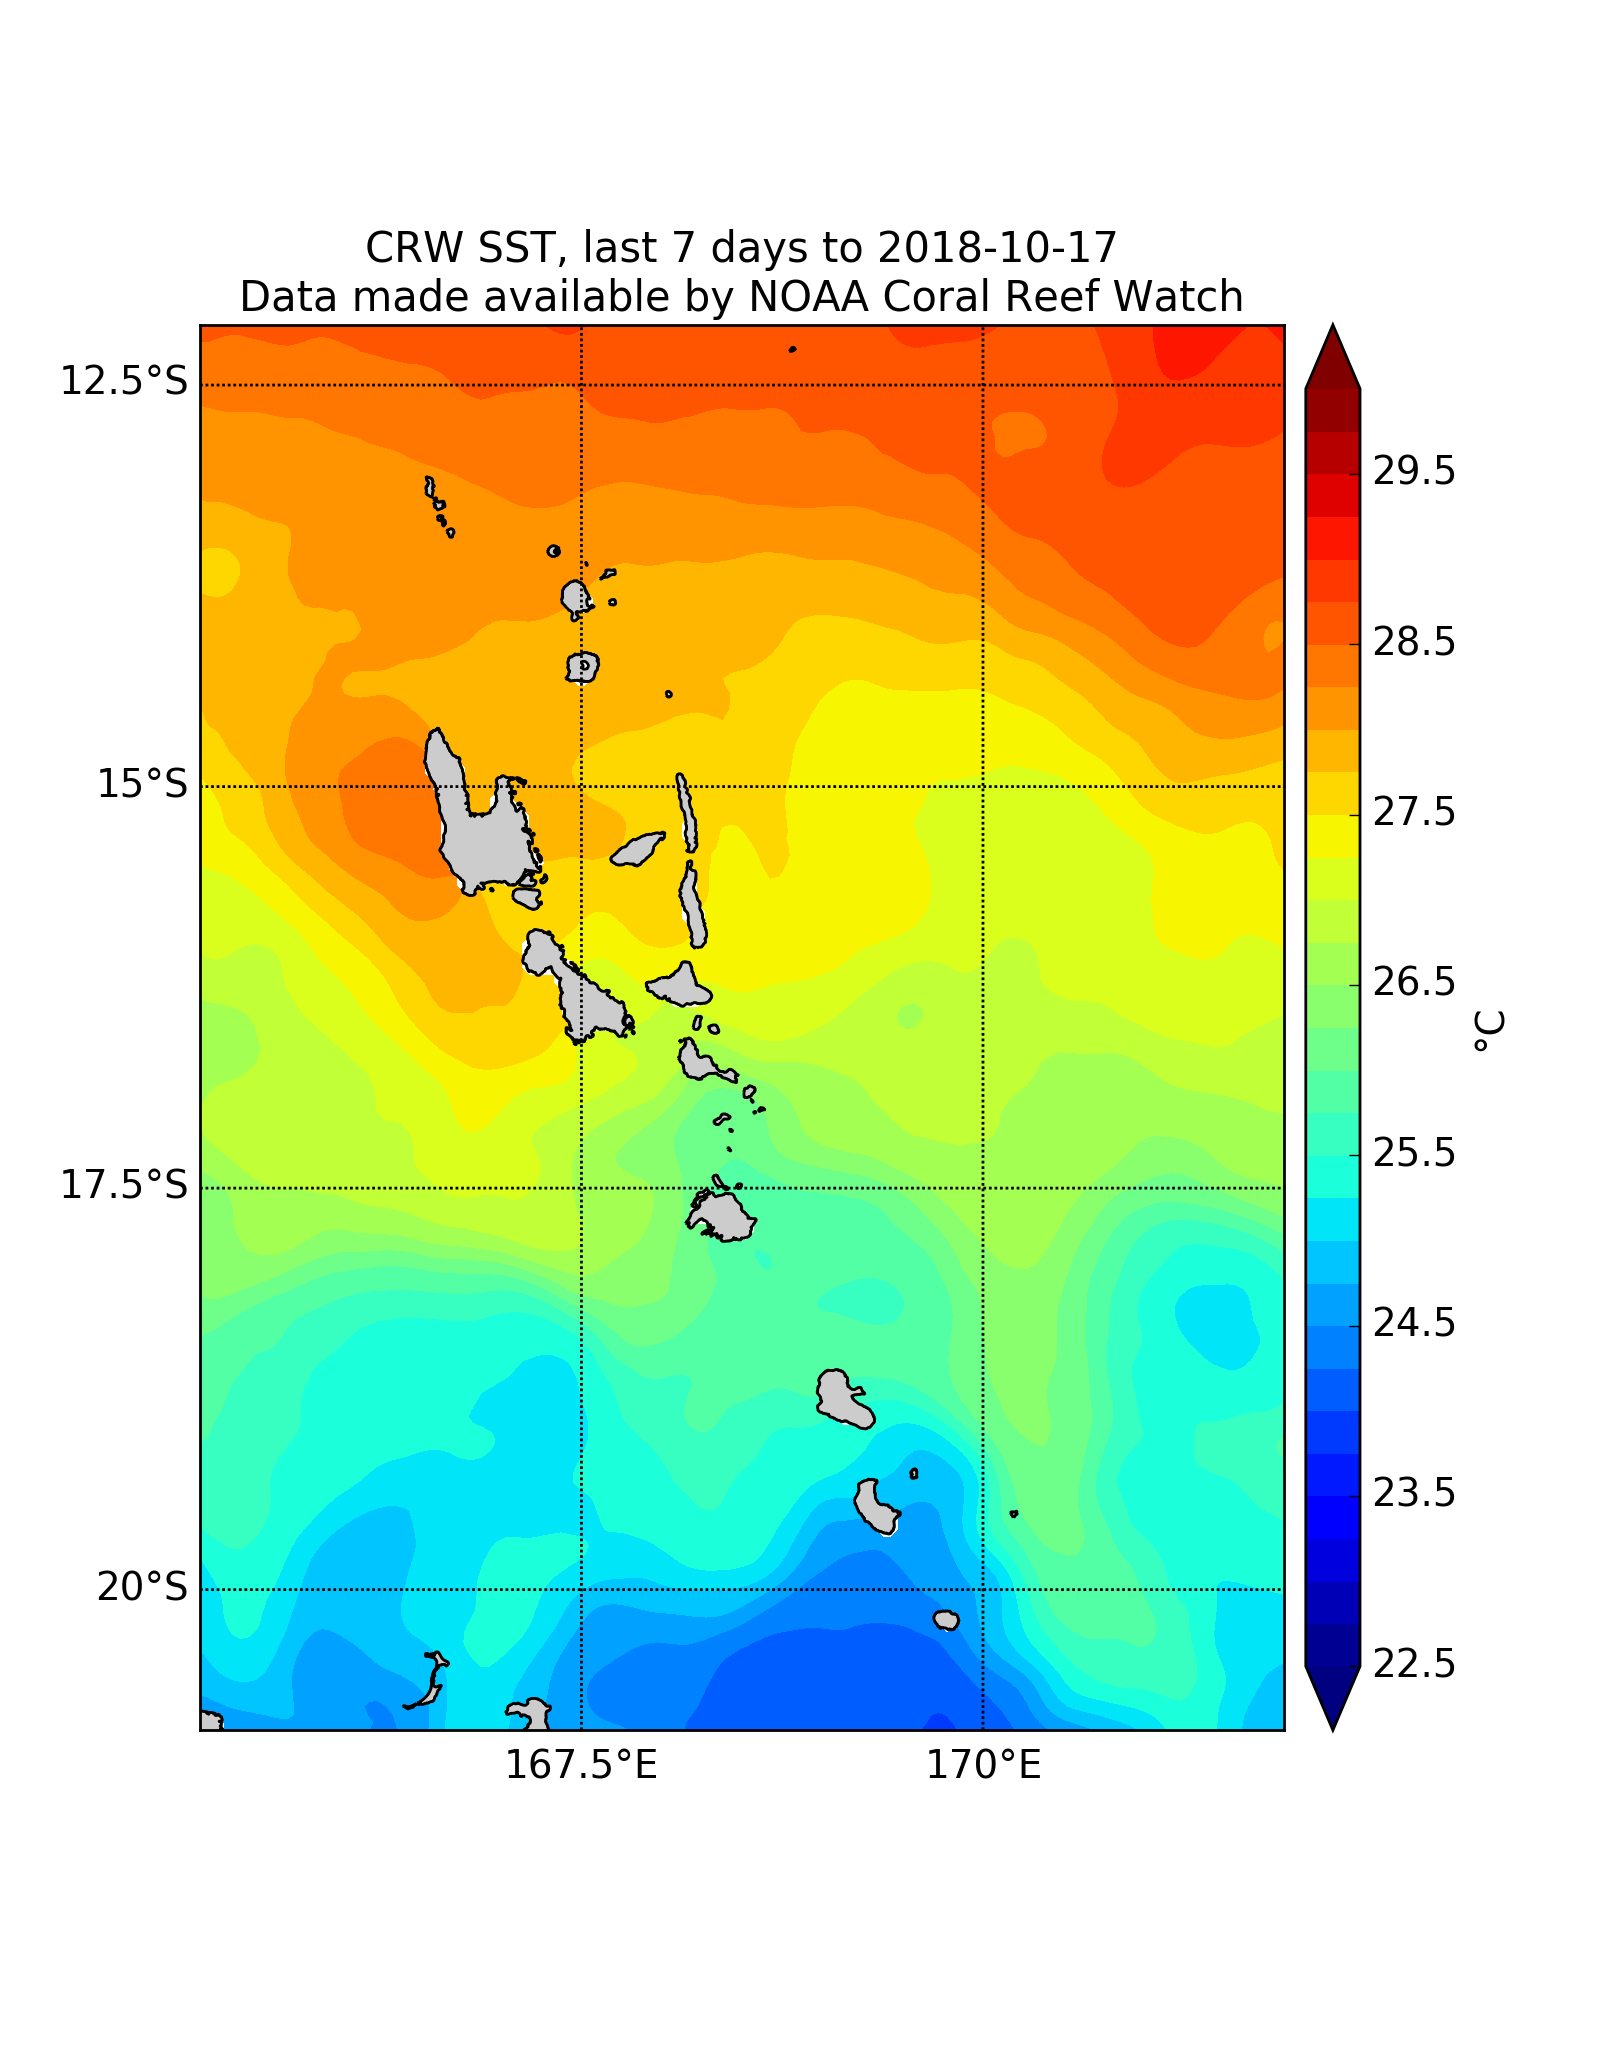 CRW SST, last 7 days to 2018-10-17
Data made available by NOAA Coral Reef Watch
12.5°S
15°S
17.5°S
20°S
167.5°E
170°E
29.5
28.5
27.5
26.5
25.5
24.5
23.5
22.5
°C